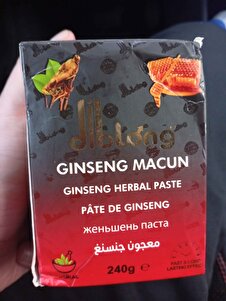 GINSENG MACUN
GINSENG HERBAL PASTE
PÂTE DE GINSENG
женьшень паста
معجون جنسنغ
240g ℮